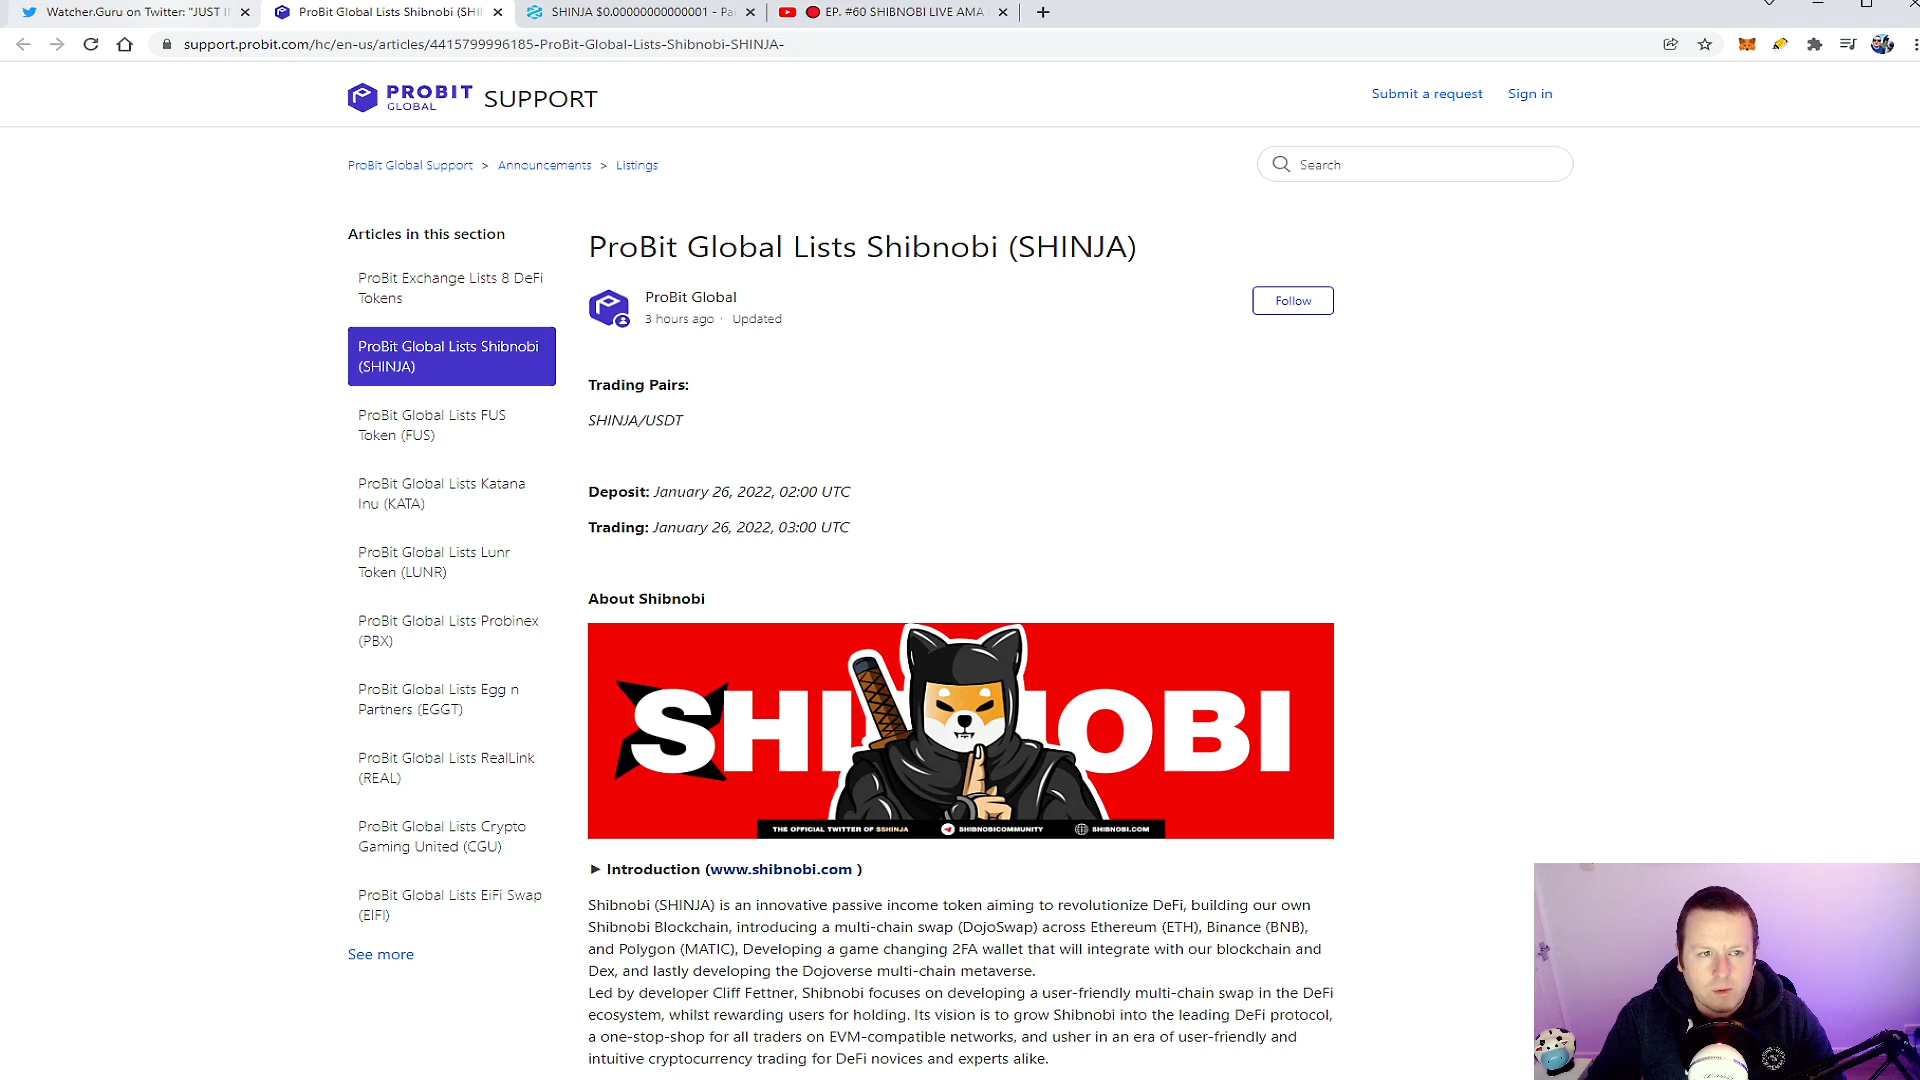 Watcher.Guru on Twitter: "JUST I
ProBit Global Lists Shibnobi (SHI
SHINJA $0.00000000000001 - Pa
EP. #60 SHIBNOBI LIVE AMA
support.probit.com/hc/en-us/articles/4415799996185-ProBit-Global-Lists-Shibnobi-SHINJA-
PROBIT
GLOBAL
SUPPORT
Submit a request
Sign in
ProBit Global Support > Announcements > Listings
Search
Articles in this section
ProBit Exchange Lists 8 DeFi
Tokens
ProBit Global Lists Shibnobi
(SHINJA)
ProBit Global Lists FUS
Token (FUS)
ProBit Global Lists Katana
Inu (KATA)
ProBit Global Lists Lunr
Token (LUNR)
ProBit Global Lists Probinex
(PBX)
ProBit Global Lists Egg n
Partners (EGGT)
ProBit Global Lists RealLink
(REAL)
ProBit Global Lists Crypto
Gaming United (CGU)
ProBit Global Lists EiFi Swap
(EIFI)
See more
ProBit Global Lists Shibnobi (SHINJA)
ProBit Global
3 hours ago · Updated
Follow
Trading Pairs:
SHINJA/USDT
Deposit: January 26, 2022, 02:00 UTC
Trading: January 26, 2022, 03:00 UTC
About Shibnobi
SHI OBI
THE OFFICIAL TWITTER OF $SHINJA SHIBNOBICOMMUNITY SHIBNOBI.COM
► Introduction (www.shibnobi.com )
Shibnobi (SHINJA) is an innovative passive income token aiming to revolutionize DeFi, building our own
Shibnobi Blockchain, introducing a multi-chain swap (DojoSwap) across Ethereum (ETH), Binance (BNB),
and Polygon (MATIC), Developing a game changing 2FA wallet that will integrate with our blockchain and
Dex, and lastly developing the Dojoverse multi-chain metaverse.
Led by developer Cliff Fettner, Shibnobi focuses on developing a user-friendly multi-chain swap in the DeFi
ecosystem, whilst rewarding users for holding. Its vision is to grow Shibnobi into the leading DeFi protocol,
a one-stop-shop for all traders on EVM-compatible networks, and usher in an era of user-friendly and
intuitive cryptocurrency trading for DeFi novices and experts alike.